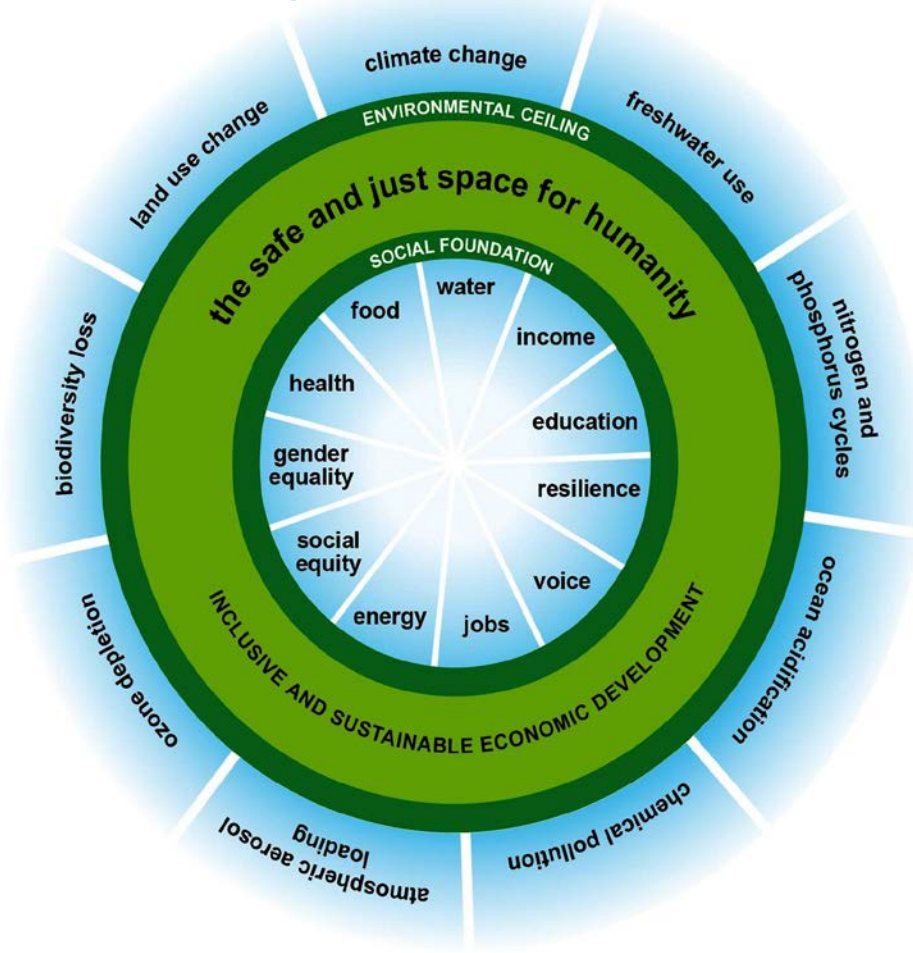 climate change
freshwater use
nitrogen and
phosphorus cycles
ocean acidification
chemical pollution
atmospheric aerosol
loading
ozone depletion
biodiversity loss
land use change
ENVIRONMENTAL CEILING
the safe and just space for humanity
SOCIAL FOUNDATION
water
income
education
resilience
voice
jobs
energy
social
equity
gender
equality
health
food
INCLUSIVE AND SUSTAINABLE ECONOMIC DEVELOPMENT